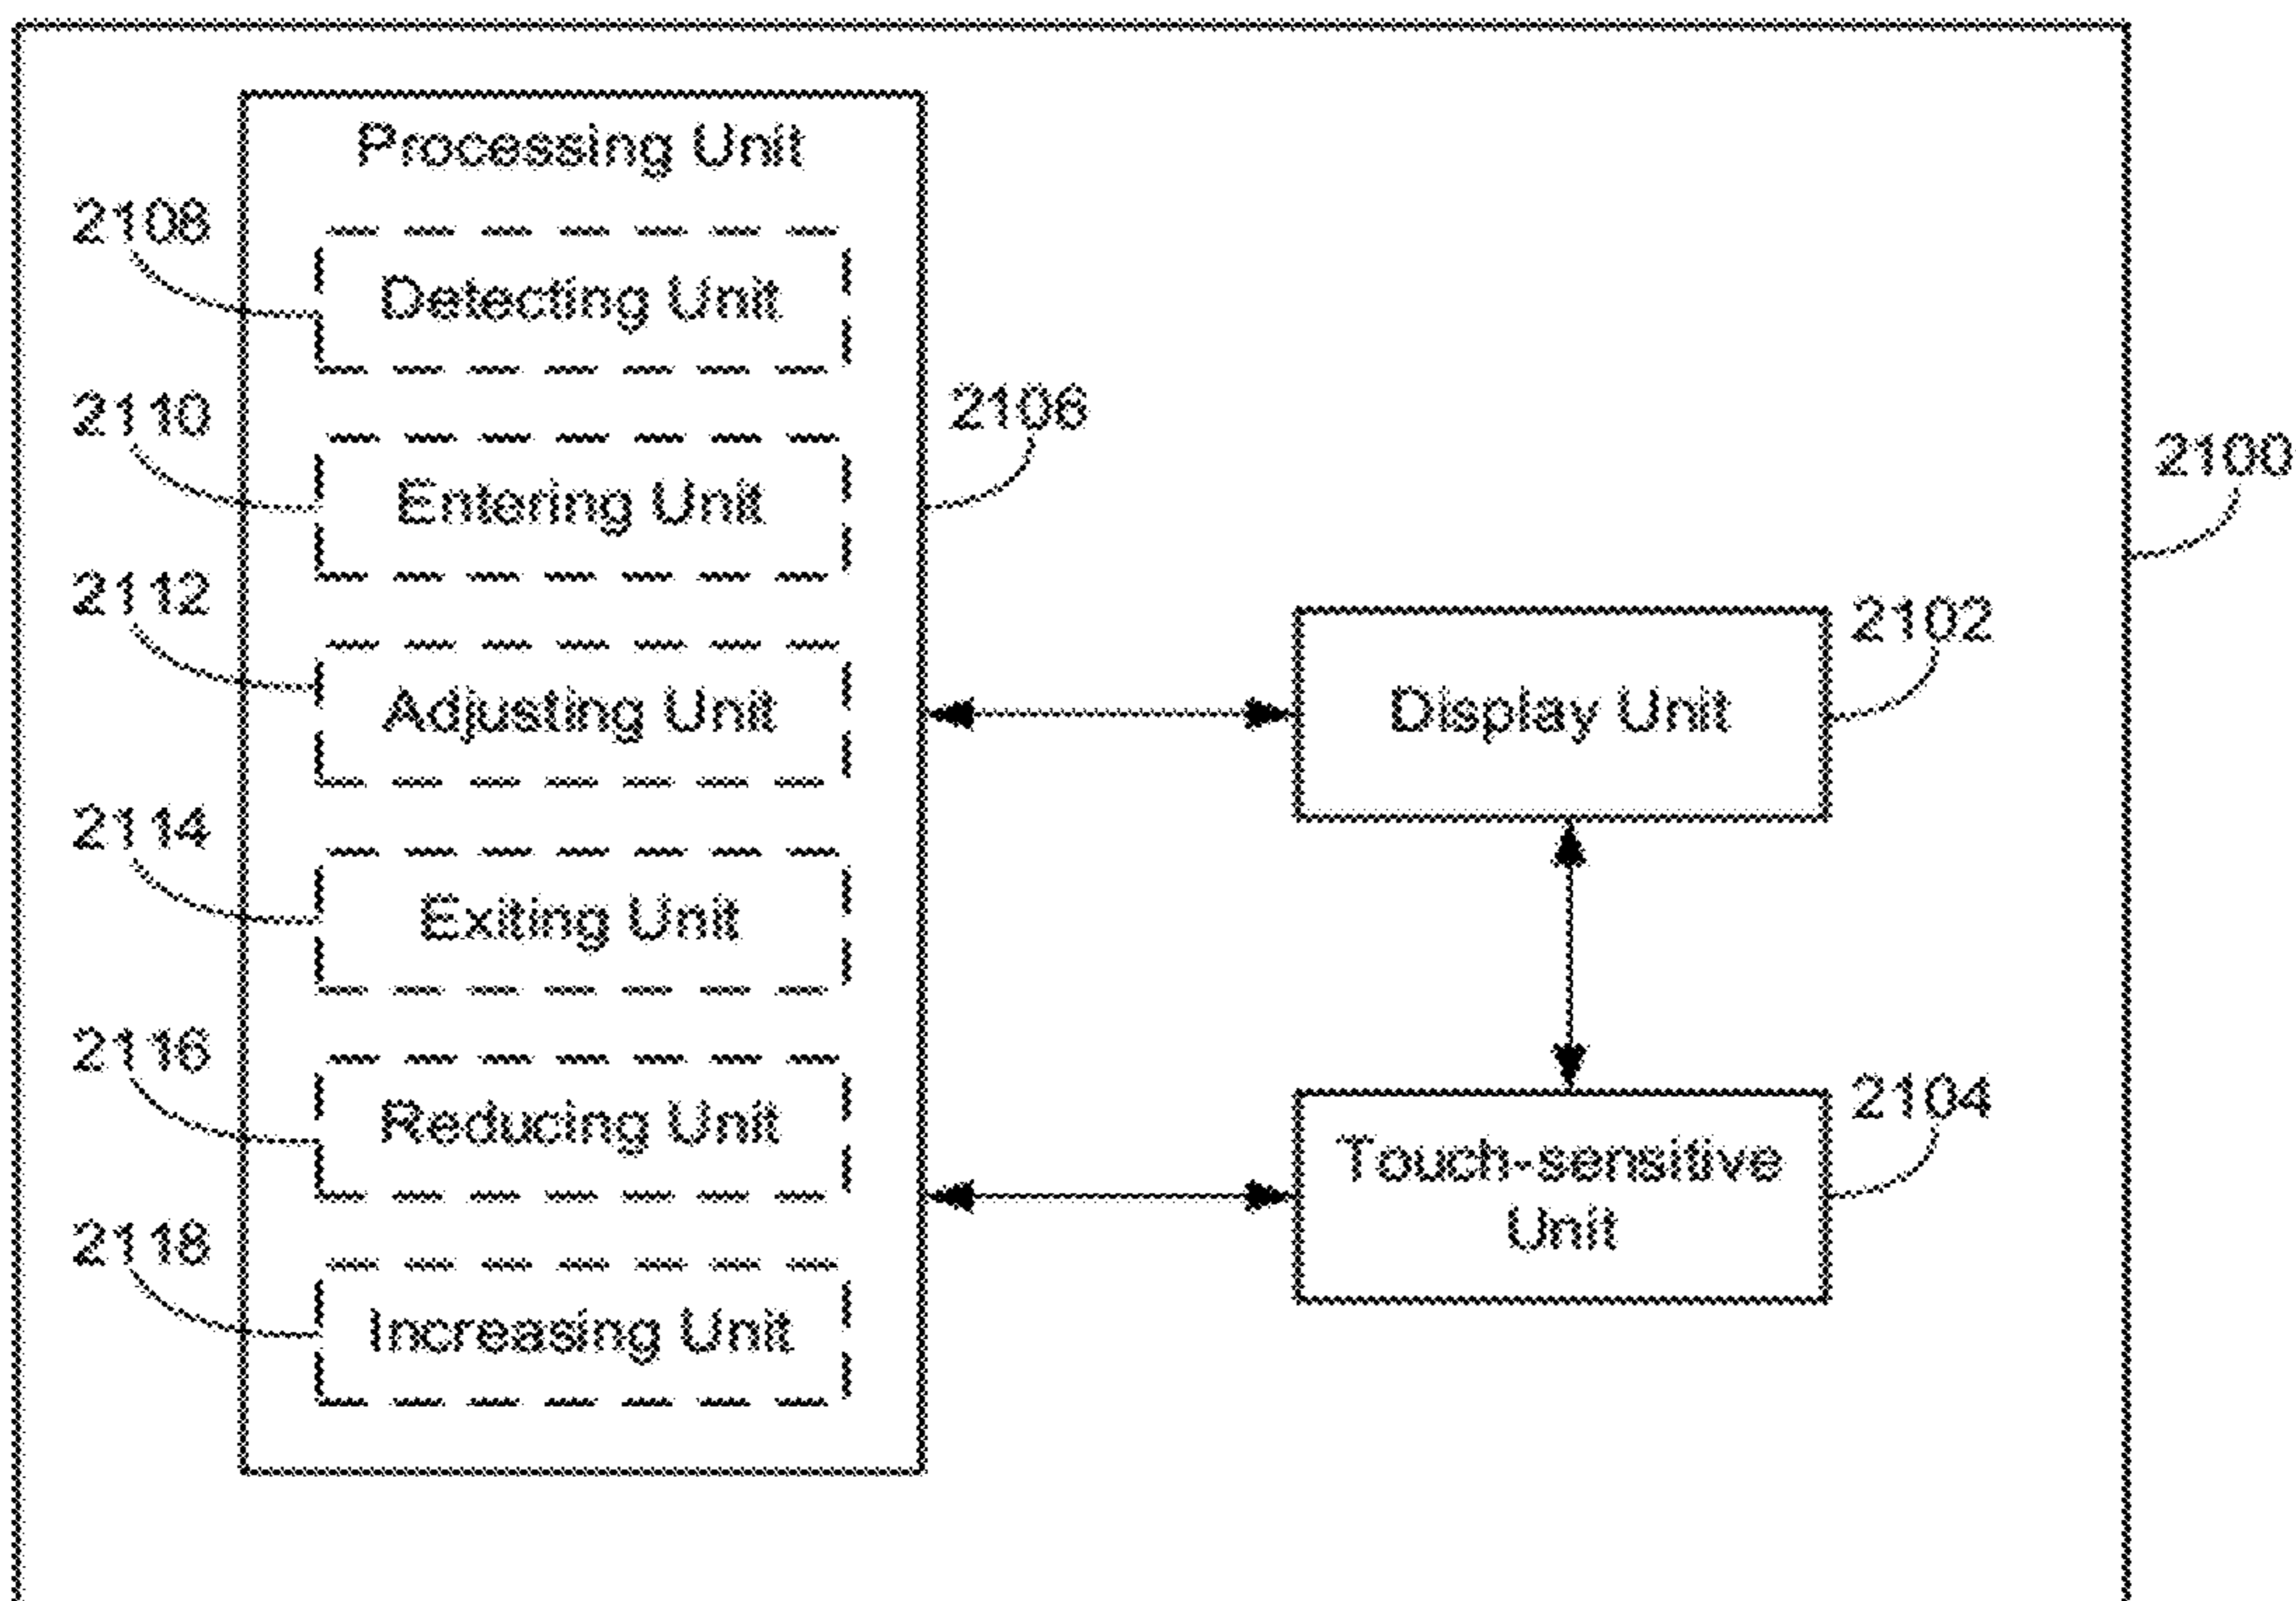 Processing Unit
2108
Detecting Unit
2110
2106
Entering Unit
2100
2112
2102
Adjusting Unit
Display Unit
2114
Exiting Unit
2116
2104
Reducing Unit
Touch-sensitive
Unit
2118
Increasing Unit